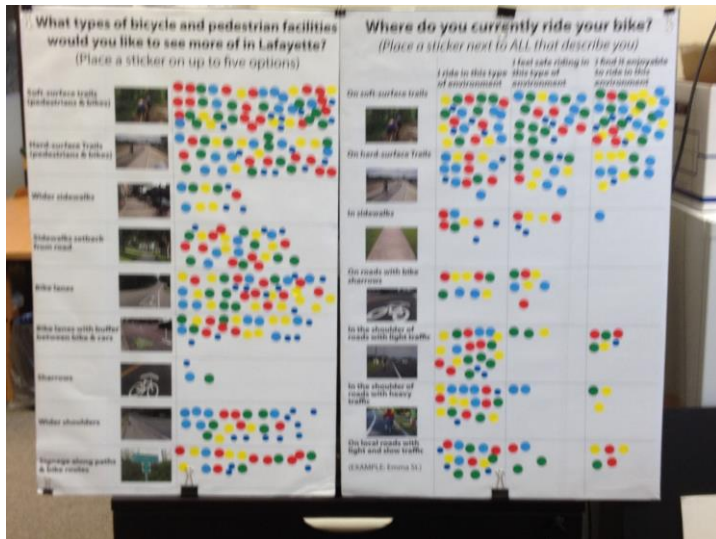 What types of bicycle and pedestrian facilities
would you like to see more of in Lafayette?
(Place a sticker on up to five options)
Soft-surface trails
(pedestrians & bikes)
Hard-surface Trails
(pedestrians & bikes)
Wider sidewalks
Sidewalks setback
from road
Bike lanes
Bike lanes with buffer
between bike & cars
Sharrows
Wider shoulders
Signage along paths
& bike routes
Where do you currently ride your bike?
(Place a sticker next to ALL that describe you)
I ride in this type
of environment
I feel safe riding in
this type of
environment
I find it enjoyable
to ride in this
environment
On soft-surface trails
On hard-surface Trails
In sidewalks
On roads with bike
sharrows
In the shoulder of
roads with light traffic
In the shoulder of
roads with heavy
traffic
On local roads with
light and slow traffic
(EXAMPLE: Emma St.)